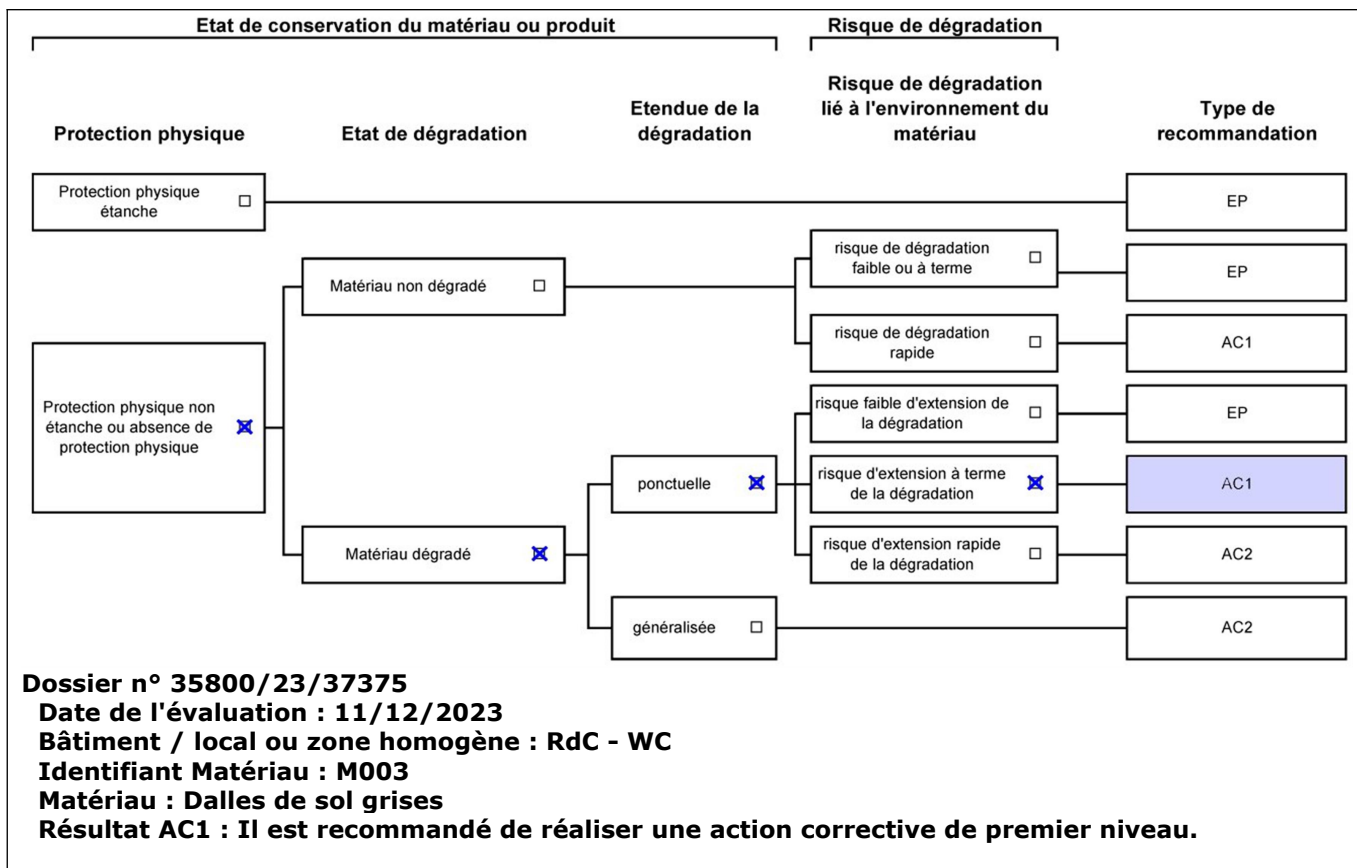 Etat de conservation du matériau ou produit
Risque de dégradation
Protection physique
Etat de dégradation
Etendue de la
dégradation
Risque de dégradation
lié à l'environnement du
matériau
Type de
recommandation
Protection physique
étanche
EP
Matériau non dégradé
risque de dégradation
faible ou à terme
EP
risque de dégradation
rapide
AC1
Protection physique non
étanche ou absence de
protection physique
risque faible d'extension de
la dégradation
EP
ponctuelle
risque d'extension à terme
de la dégradation
AC1
Matériau dégradé
risque d'extension rapide
de la dégradation
AC2
généralisée
AC2
Dossier n° 35800/23/37375
Date de l'évaluation : 11/12/2023
Bâtiment / local ou zone homogène : RdC - WC
Identifiant Matériau : M003
Matériau : Dalles de sol grises
Résultat AC1 : Il est recommandé de réaliser une action corrective de premier niveau.